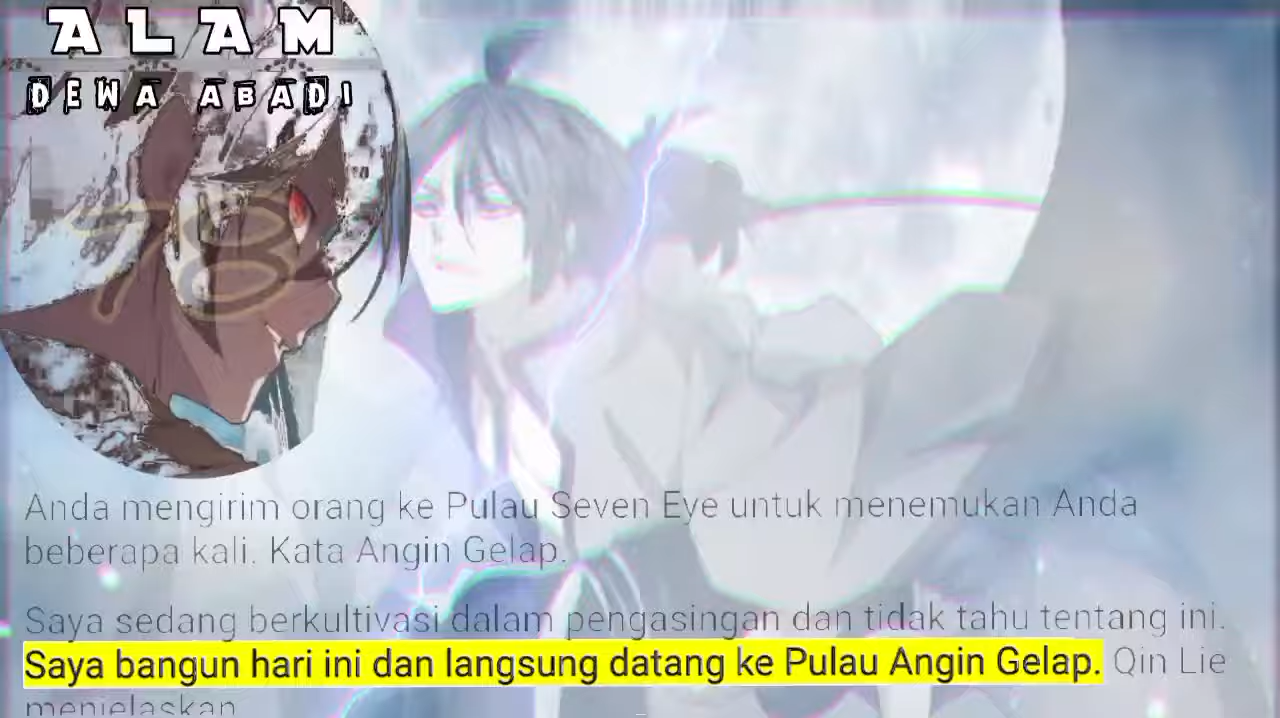 ALAM
DEWA ABADI
78
Anda mengirim orang ke Pulau Seven Eye untuk menemukan Anda
beberapa kali. Kata Angin Gelap.
Saya sedang berkultivasi dalam pengasingan dan tidak tahu tentang ini.
Saya bangun hari ini dan langsung datang ke Pulau Angin Gelap. Qin Lie
menjelaskan